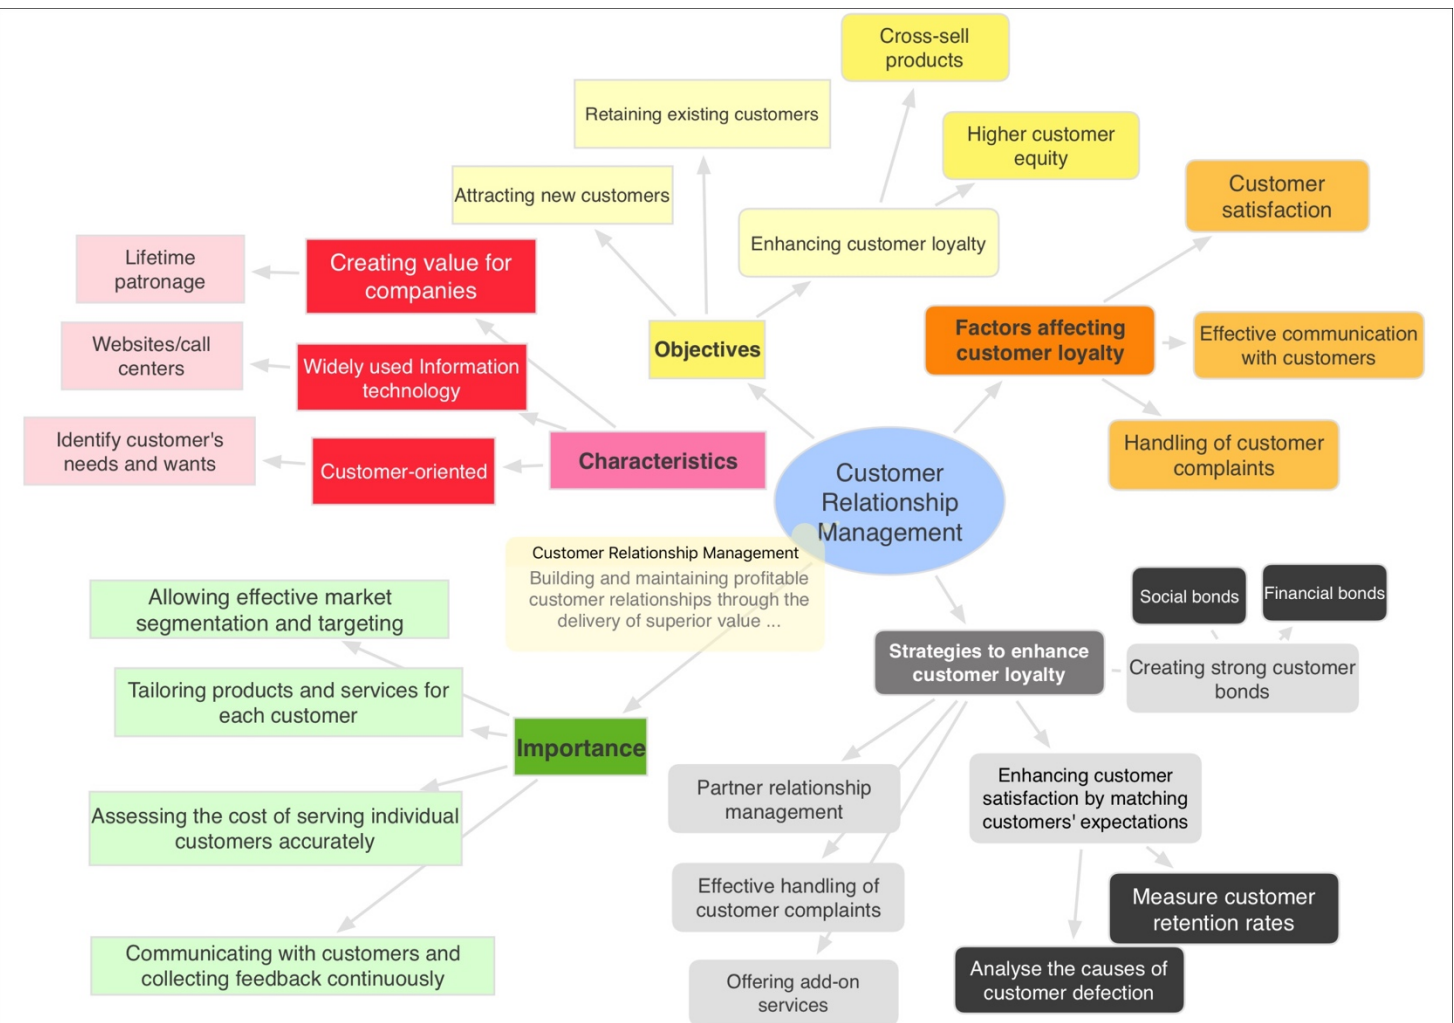 Cross-sell
products
Retaining existing customers
Higher customer
equity
Attracting new customers
Customer
satisfaction
Enhancing customer loyalty
Lifetime
patronage
Creating value for
companies
Objectives
Factors affecting
customer loyalty
Effective communication
with customers
Websites/call
centers
Widely used Information
technology
Identify customer's
needs and wants
Customer-oriented
Characteristics
Customer
Relationship
Management
Handling of customer
complaints
Customer Relationship Management
Building and maintaining profitable
customer relationships through the
delivery of superior value ...
Allowing effective market
segmentation and targeting
Social bonds
Financial bonds
Strategies to enhance
customer loyalty
Creating strong customer
bonds
Tailoring products and services for
each customer
Importance
Partner relationship
management
Enhancing customer
satisfaction by matching
customers' expectations
Assessing the cost of serving individual
customers accurately
Effective handling of
customer complaints
Measure customer
retention rates
Communicating with customers and
collecting feedback continuously
Offering add-on
services
Analyse the causes of
customer defection